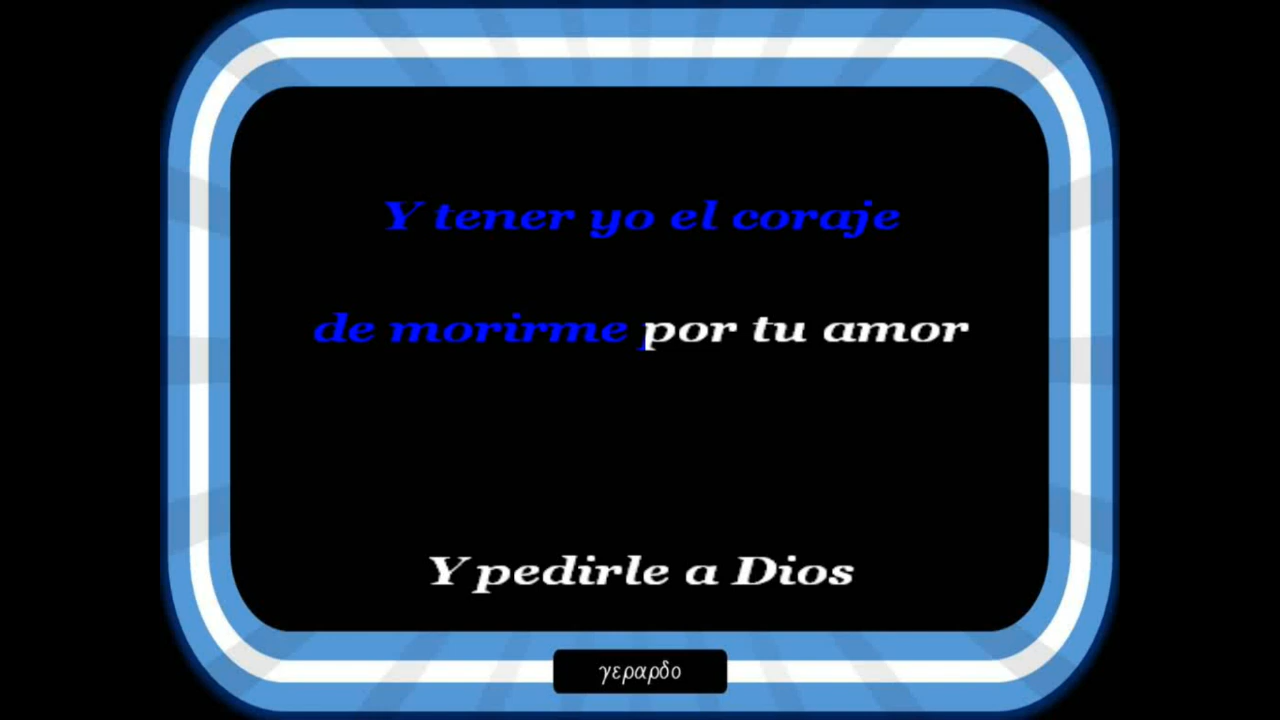 Y tener yo el coraje
de morirme por tu amor
Y pedirle a Dios
γεραρδο